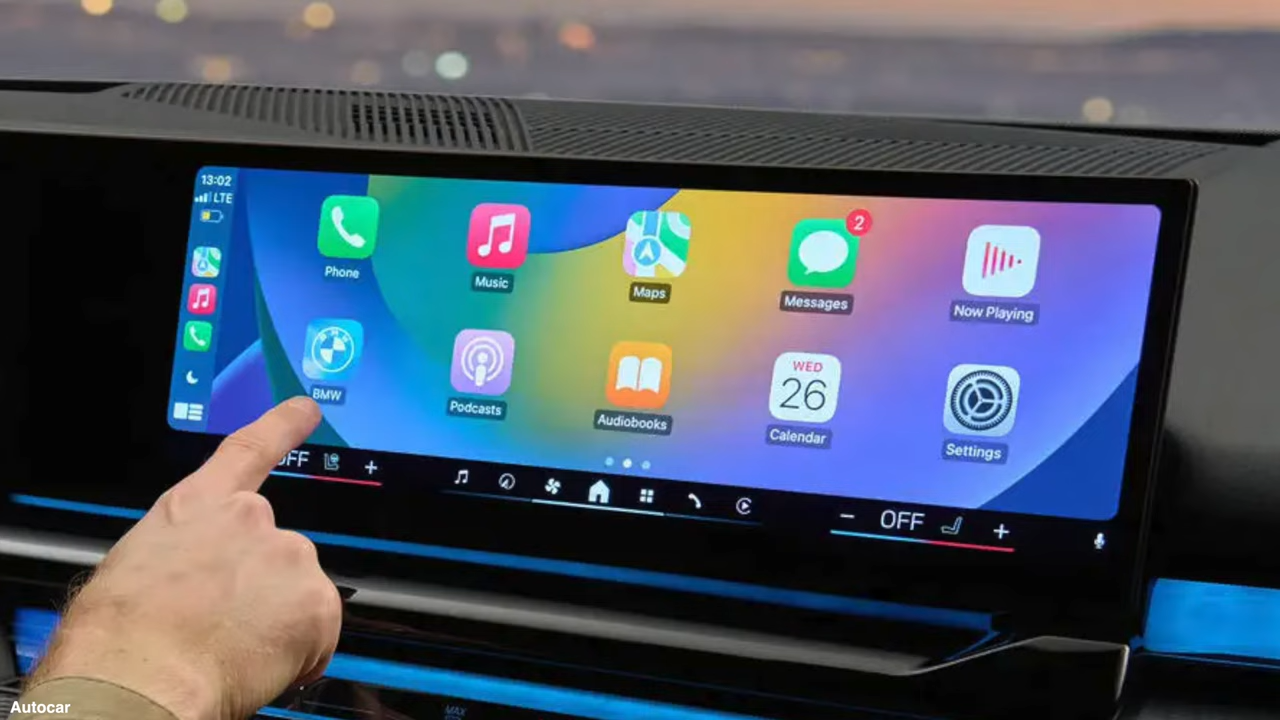 13:02
LTE
Phone
Music
Maps
2
Messages
Now Playing
BMW
Podcasts
Audiobooks
WED
26
Calendar
Settings
OFF
+
− OFF +
MAX
Autocar